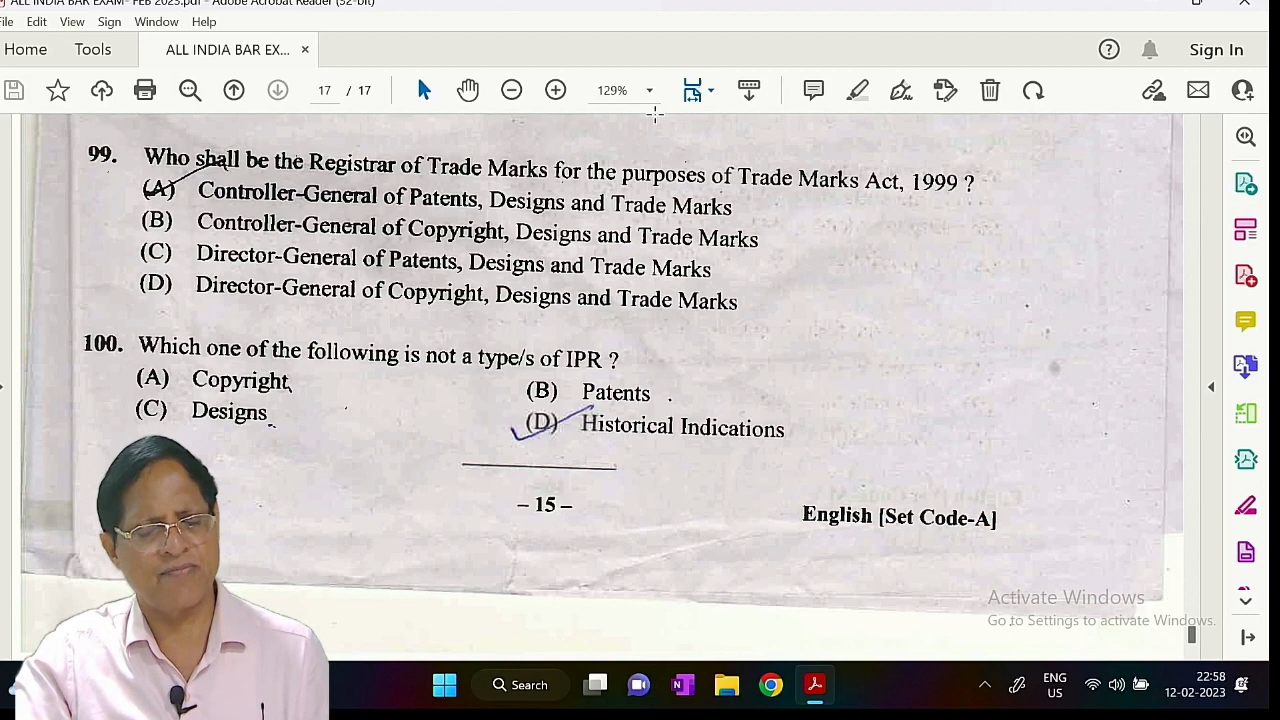 ALL INDIA BAR EXAM- FEB 2023.pdf - Adobe Acrobat Reader (32-bit)
File Edit View Sign Window Help
Home Tools ALL INDIA BAR EX... × Sign In
17 / 17 129%
99. Who shall be the Registrar of Trade Marks for the purposes of Trade Marks Act, 1999 ?
(A) Controller-General of Patents, Designs and Trade Marks
(B) Controller-General of Copyright, Designs and Trade Marks
(C) Director-General of Patents, Designs and Trade Marks
(D) Director-General of Copyright, Designs and Trade Marks
100. Which one of the following is not a type/s of IPR ?
(A) Copyright (B) Patents
(C) Designs (D) Historical Indications
– 15 –
English [Set Code-A]
Activate Windows
Go to Settings to activate Windows.
Search
ENG 22:58
US 12-02-2023